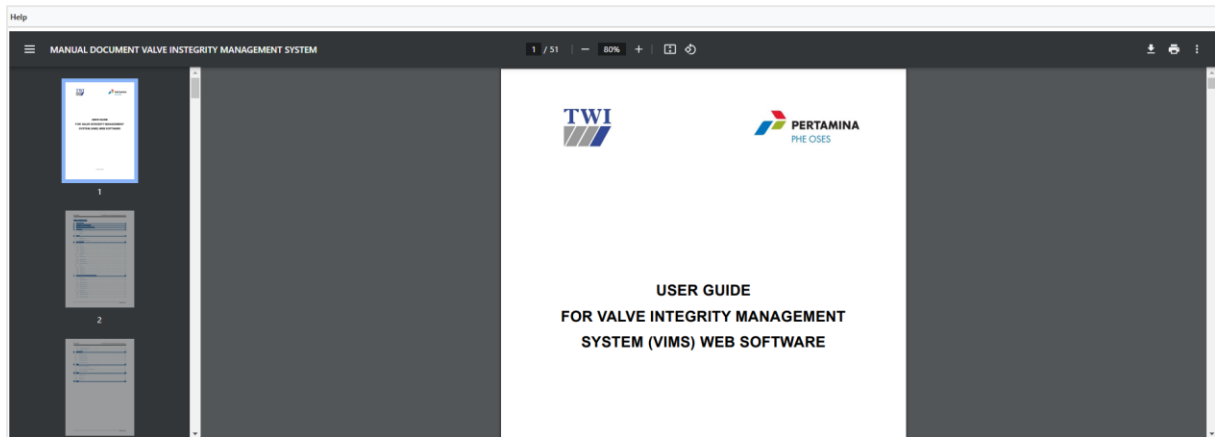 Help
MANUAL DOCUMENT VALVE INSTEGRITY MANAGEMENT SYSTEM
1 / 51
80%
1
2
TWI
PERTAMINA
PHE OSES
USER GUIDE
FOR VALVE INTEGRITY MANAGEMENT
SYSTEM (VIMS) WEB SOFTWARE